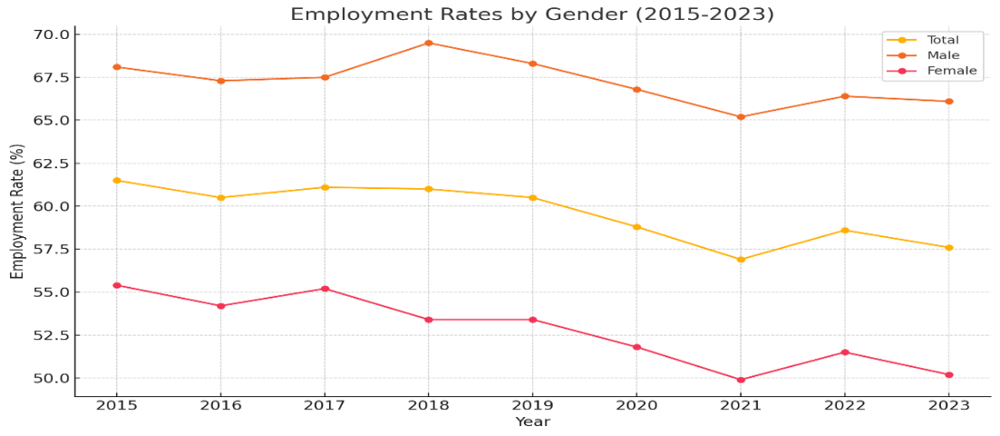 Employment Rates by Gender (2015-2023)
Total
Male
Female
70.0
67.5
65.0
62.5
60.0
57.5
55.0
52.5
50.0
Employment Rate (%)
2015 2016 2017 2018 2019 2020 2021 2022 2023
Year